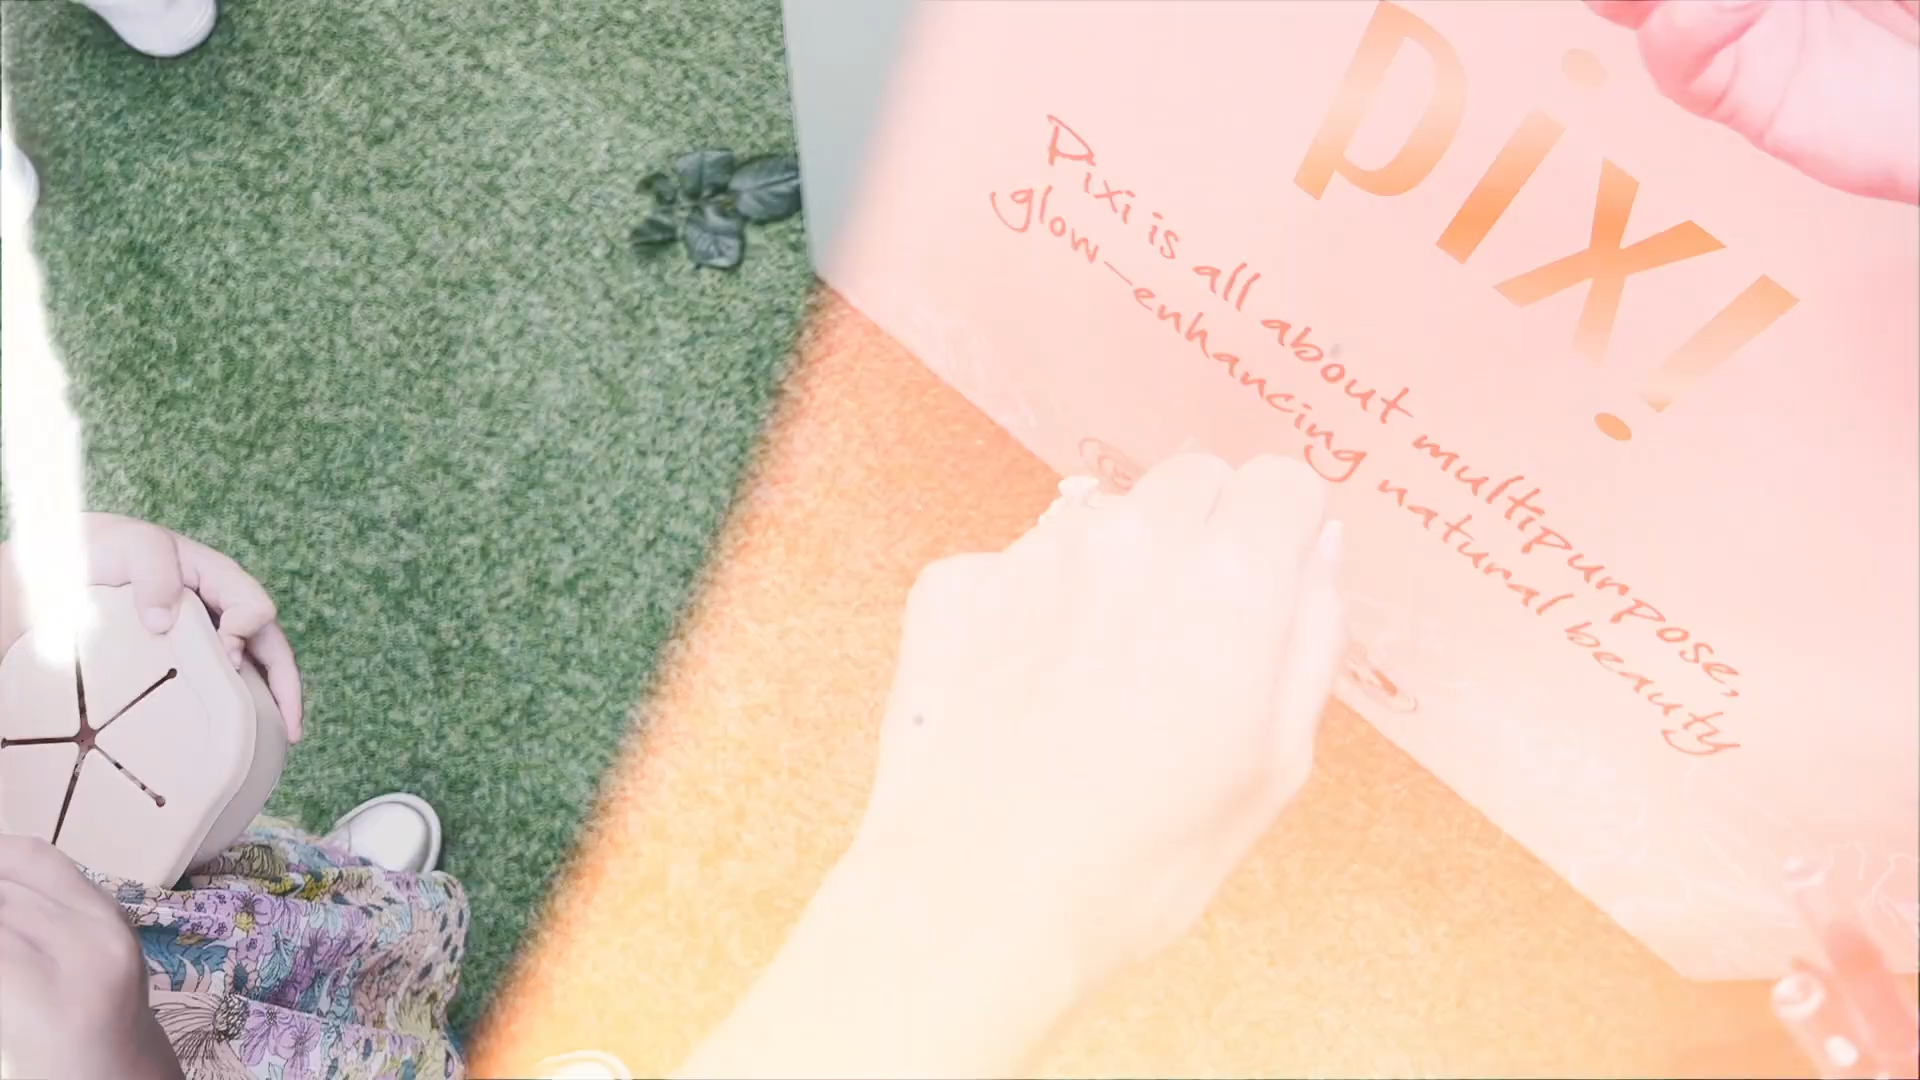 pixi
Pixi is all about multipurpose,
glow-enhancing natural beauty